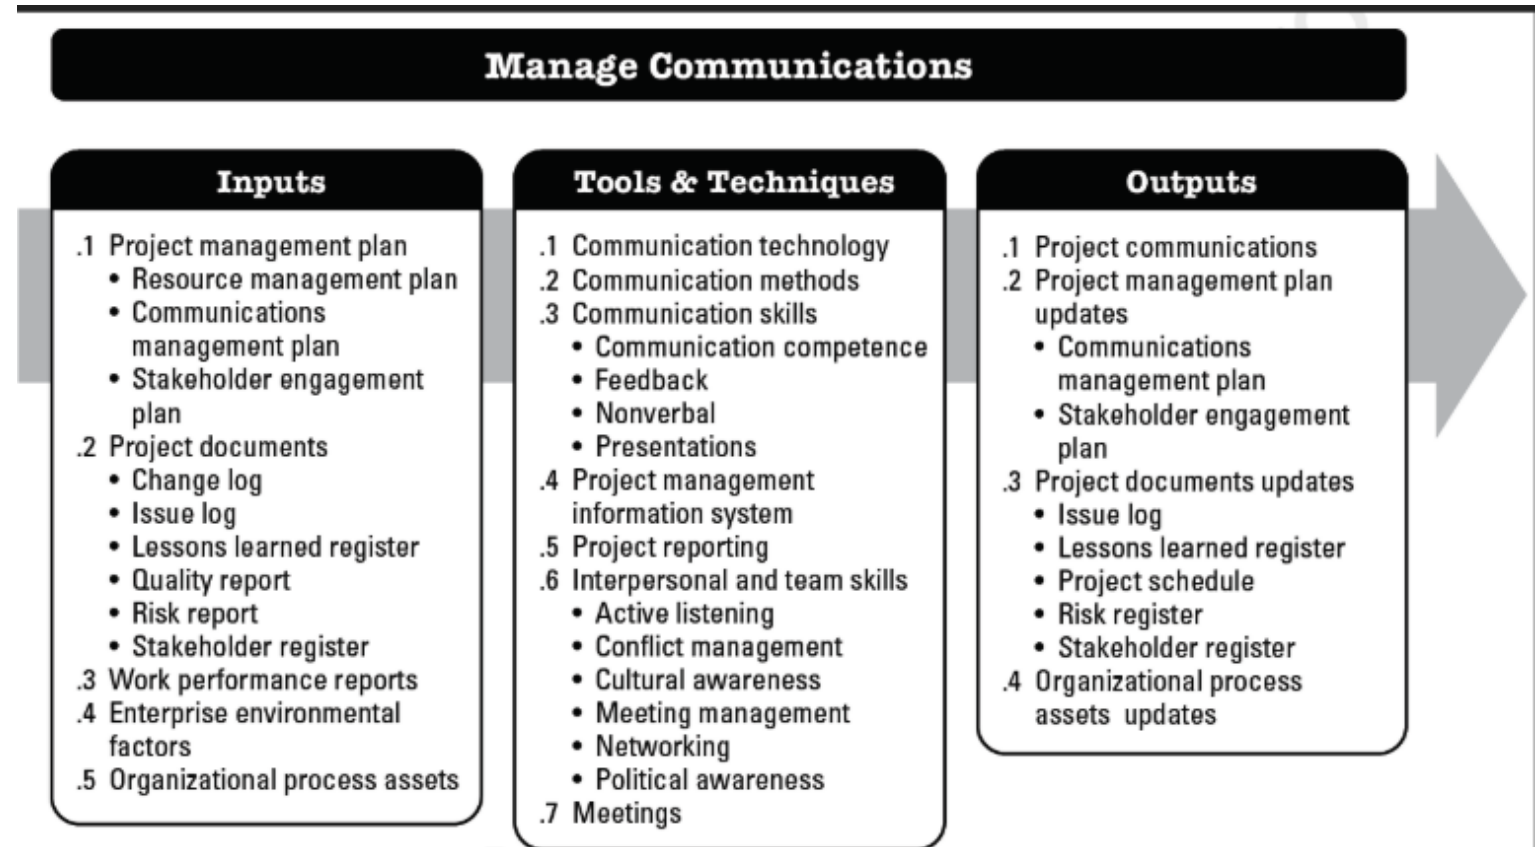 Manage Communications
Inputs
.1 Project management plan
• Resource management plan
• Communications
management plan
• Stakeholder engagement
plan
.2 Project documents
• Change log
• Issue log
• Lessons learned register
• Quality report
• Risk report
• Stakeholder register
.3 Work performance reports
.4 Enterprise environmental
factors
.5 Organizational process assets
Tools & Techniques
.1 Communication technology
.2 Communication methods
.3 Communication skills
• Communication competence
• Feedback
• Nonverbal
• Presentations
.4 Project management
information system
.5 Project reporting
.6 Interpersonal and team skills
• Active listening
• Conflict management
• Cultural awareness
• Meeting management
• Networking
• Political awareness
.7 Meetings
Outputs
.1 Project communications
.2 Project management plan
updates
• Communications
management plan
• Stakeholder engagement
plan
.3 Project documents updates
• Issue log
• Lessons learned register
• Project schedule
• Risk register
• Stakeholder register
.4 Organizational process
assets updates